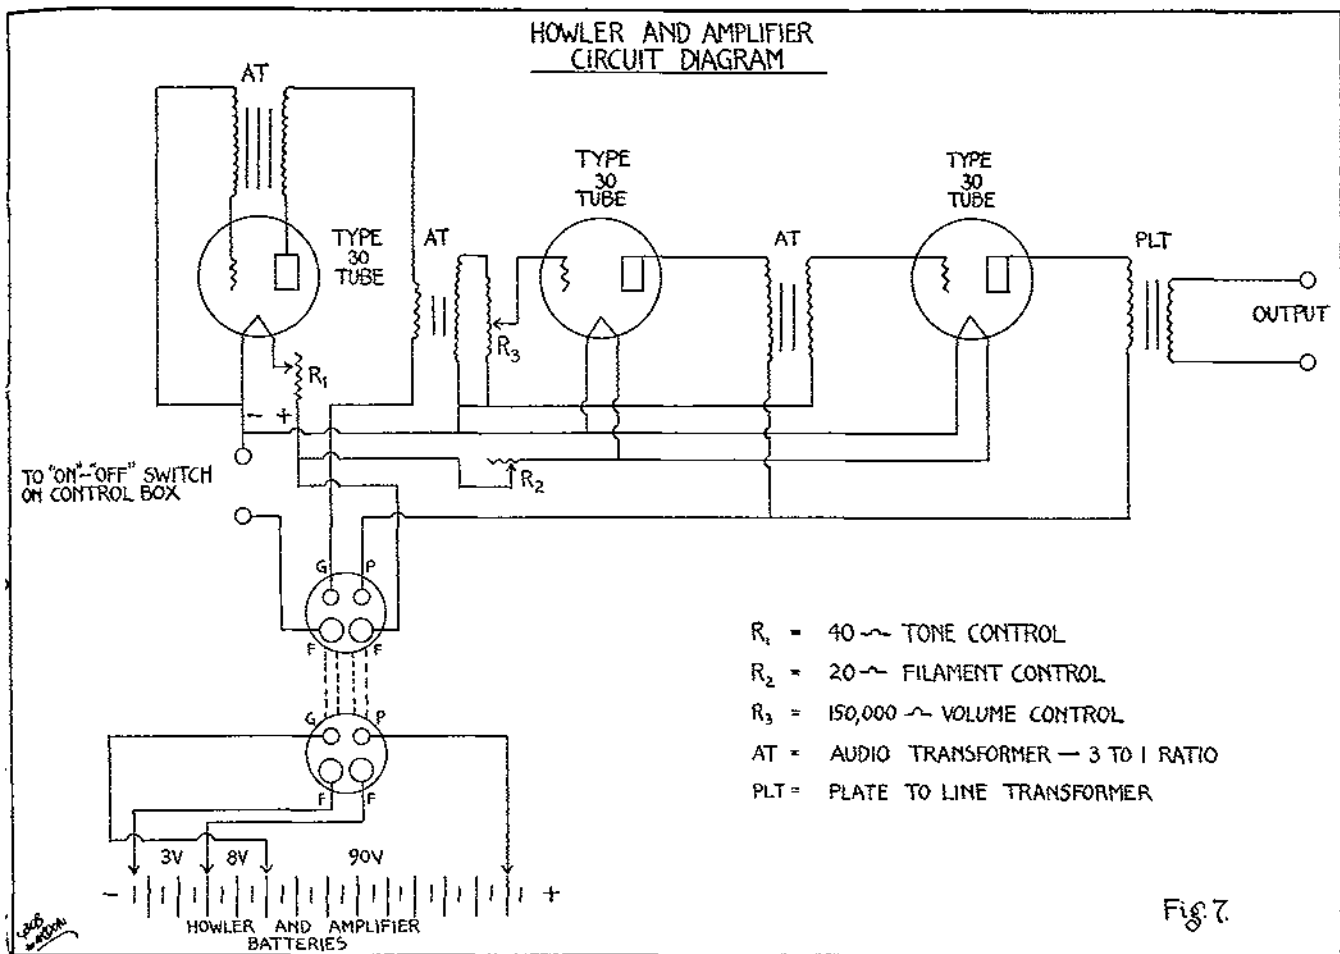 HOWLER AND AMPLIFIER
CIRCUIT DIAGRAM
AT
TYPE
30
TUBE
AT
TYPE
30
TUBE
AT
TYPE
30
TUBE
PLT
OUTPUT
R1
R3
- +
R2
TO "ON"-"OFF" SWITCH
ON CONTROL BOX
G P
F F
G P
F F
3V 8V 90V
- +
HOWLER AND AMPLIFIER
BATTERIES
R1 = 40 ~ TONE CONTROL
R2 = 20 ~ FILAMENT CONTROL
R3 = 150,000 ~ VOLUME CONTROL
AT = AUDIO TRANSFORMER — 3 TO 1 RATIO
PLT = PLATE TO LINE TRANSFORMER
Fig. 7.
BOB